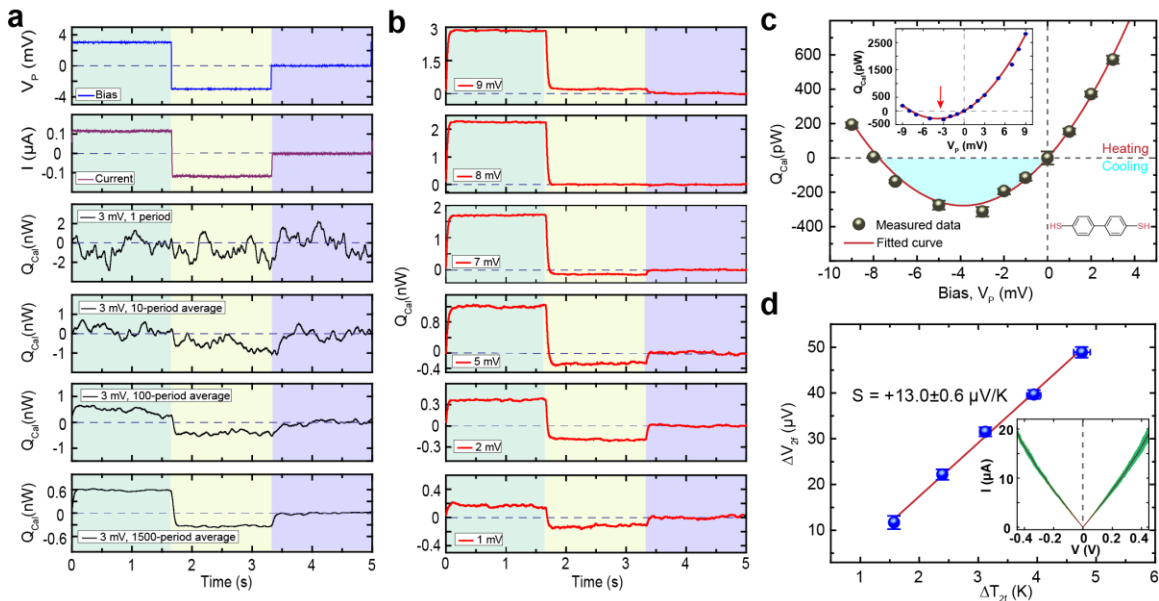 a
V_P (mV)
4
0
-4
Bias
I (µA)
0.1
0.0
-0.1
Current
Q_Cal(nW)
2
0
-2
3 mV, 1 period
Q_Cal(nW)
1
0
-1
3 mV, 10-period average
Q_Cal(nW)
1
0
-1
3 mV, 100-period average
Q_Cal(nW)
0.6
0.0
-0.6
3 mV, 1500-period average
0 1 2 3 4 5
Time (s)
b
Q_Cal(nW)
3
2
1
0
9 mV
2
1
0
8 mV
2
1
0
7 mV
0.8
0
-0.4
5 mV
0.3
0.0
-0.3
2 mV
0.4
0.0
-0.4
1 mV
0 1 2 3 4 5
Time (s)
c
Q_Cal(pW)
600
400
200
0
-200
-400
Q_Cal(pW)
2500
1500
500
0
-500
-9 -6 -3 0 3 6 9
V_P (mV)
Heating
Cooling
Measured data
Fitted curve
HS
SH
-10 -8 -6 -4 -2 0 2 4
Bias, V_P (mV)
d
ΔV_2f (µV)
50
40
30
20
10
S = +13.0±0.6 µV/K
I (µA)
20
10
0
-0.4 -0.2 0 0.2 0.4
V (V)
1 2 3 4 5 6
ΔT_2f (K)